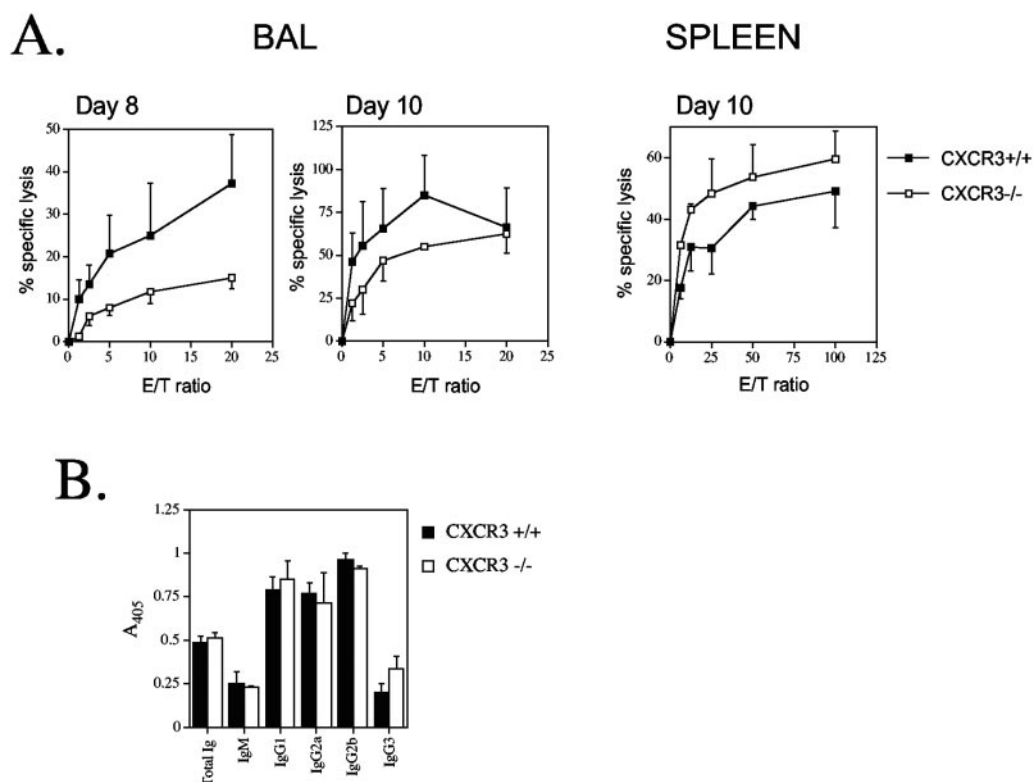 A.
BAL
SPLEEN
Day 8
50
40
30
20
10
0
0
5
10
15
20
25
E/T ratio
% specific lysis
Day 10
125
100
75
50
25
0
0
5
10
15
20
25
E/T ratio
% specific lysis
Day 10
60
40
20
0
0
25
50
75
100
125
E/T ratio
% specific lysis
CXCR3+/+
CXCR3-/-
B.
1.25
1
0.75
0.5
0.25
0
A405
Total Ig
IgM
IgG1
IgG2a
IgG2b
IgG3
CXCR3 +/+
CXCR3 -/-